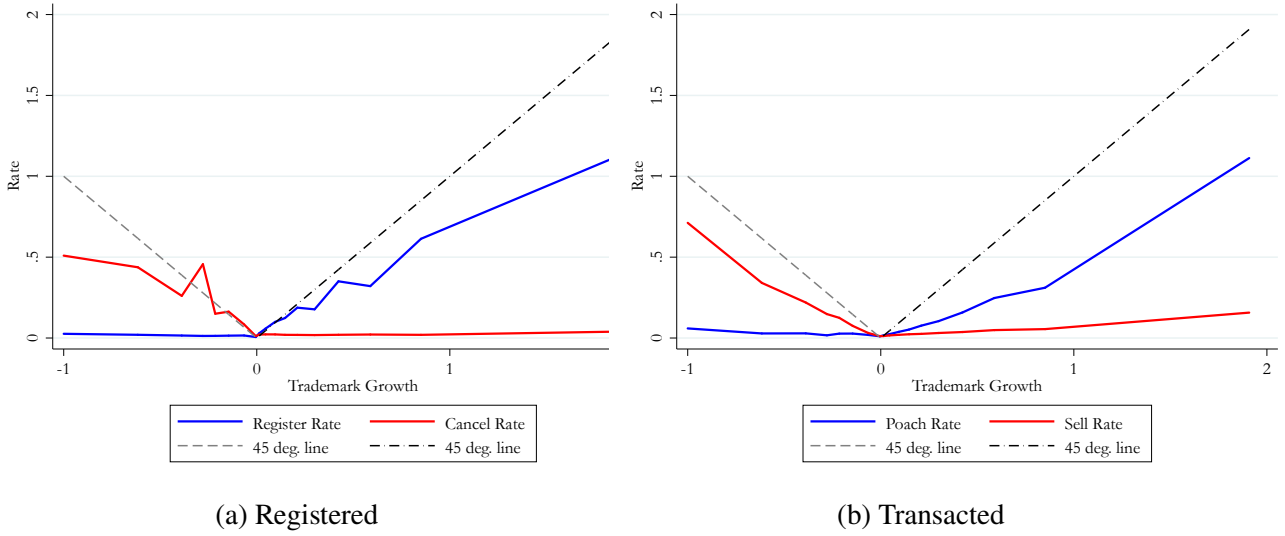 2
1.5
1
.5
0
Rate
-1 0 1
Trademark Growth
Register Rate Cancel Rate
45 deg. line 45 deg. line
(a) Registered
2
1.5
1
.5
0
Rate
-1 0 1 2
Trademark Growth
Poach Rate Sell Rate
45 deg. line 45 deg. line
(b) Transacted